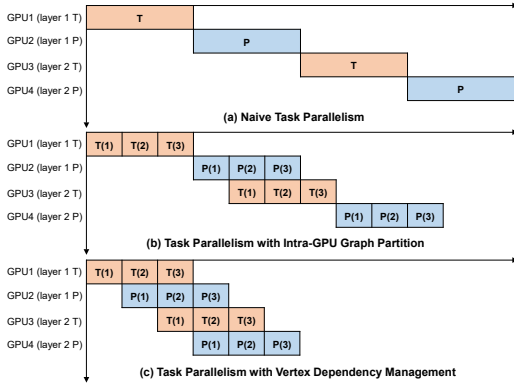 GPU1 (layer 1 T) T
GPU2 (layer 1 P) P
GPU3 (layer 2 T) T
GPU4 (layer 2 P) P
(a) Naive Task Parallelism
GPU1 (layer 1 T) T(1) T(2) T(3)
GPU2 (layer 1 P) P(1) P(2) P(3)
GPU3 (layer 2 T) T(1) T(2) T(3)
GPU4 (layer 2 P) P(1) P(2) P(3)
(b) Task Parallelism with Intra-GPU Graph Partition
GPU1 (layer 1 T) T(1) T(2) T(3)
GPU2 (layer 1 P) P(1) P(2) P(3)
GPU3 (layer 2 T) T(1) T(2) T(3)
GPU4 (layer 2 P) P(1) P(2) P(3)
(c) Task Parallelism with Vertex Dependency Management